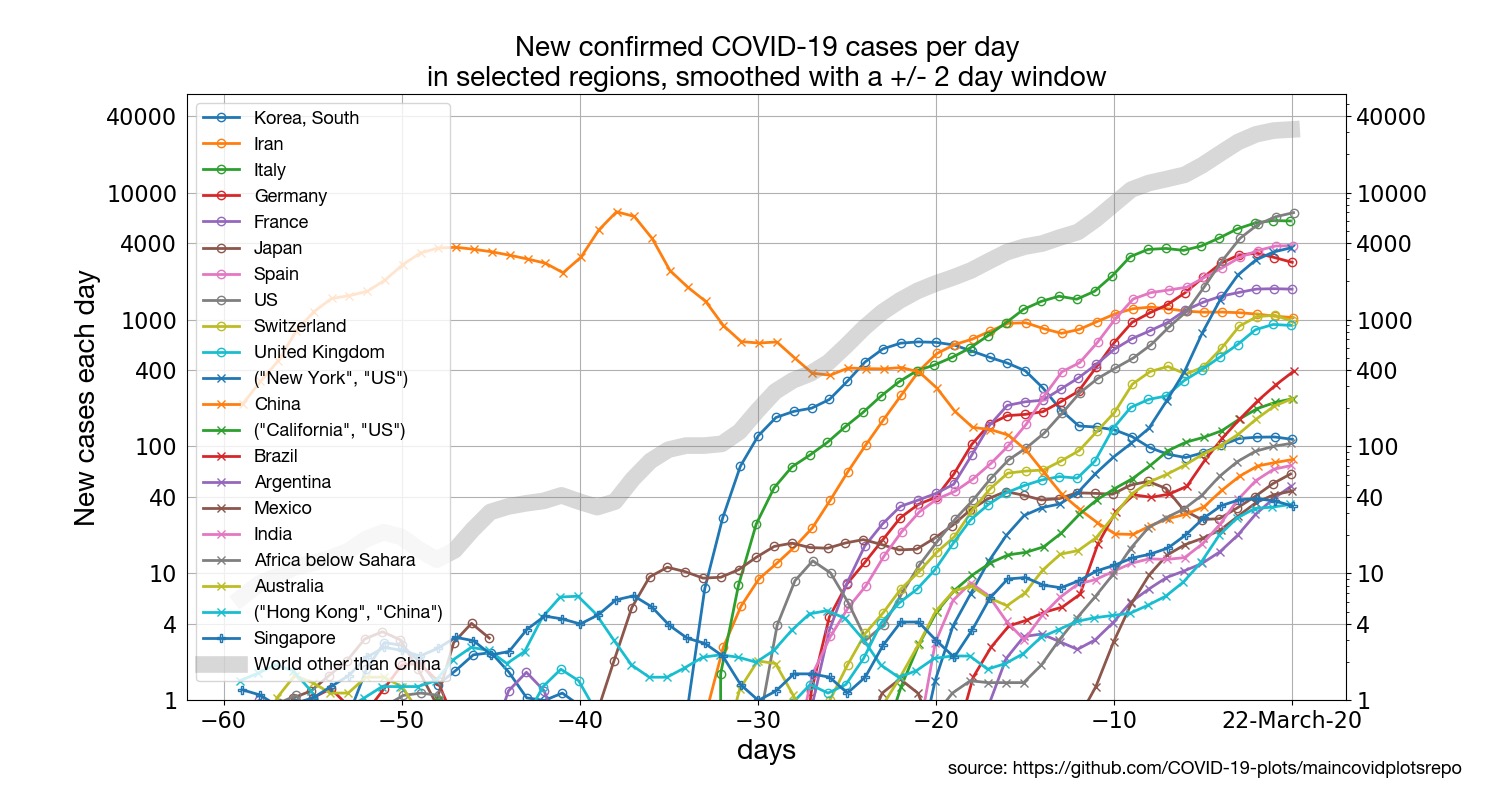 New confirmed COVID-19 cases per day
in selected regions, smoothed with a +/- 2 day window
New cases each day
40000
10000
4000
1000
400
100
40
10
4
1
Korea, South
Iran
Italy
Germany
France
Japan
Spain
US
Switzerland
United Kingdom
("New York", "US")
China
("California", "US")
Brazil
Argentina
Mexico
India
Africa below Sahara
Australia
("Hong Kong", "China")
Singapore
World other than China
40000
10000
4000
1000
400
100
40
10
4
1
−60 −50 −40 −30 −20 −10 22-March-20
days
source: https://github.com/COVID-19-plots/maincovidplotsrepo